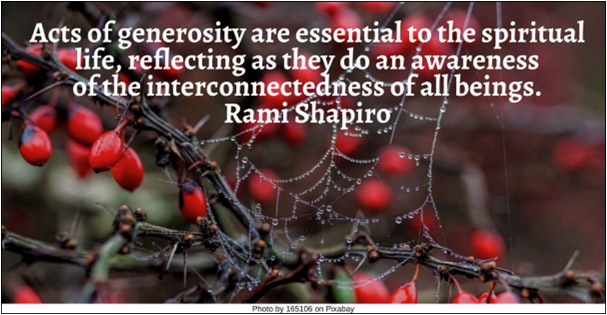 Acts of generosity are essential to the spiritual
life, reflecting as they do an awareness
of the interconnectedness of all beings.
Rami Shapiro
Photo by 165106 on Pixabay